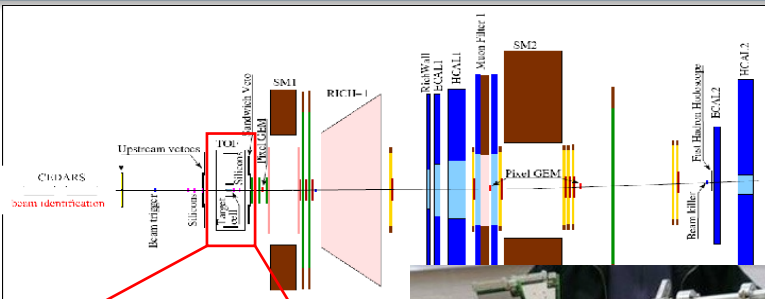 SM1
RICH-1
RichWall
ECAL1
HCAL1
Muon Filter 1
SM2
HCAL2
ECAL2
Fast Hadron Hodoscope
Sandwich Veto
Pixel GEM
Upstream vetoes
TOF
Silicons
CEDARS
beam identification
Beam trigger
Silicons
Target
cell
Pixel GEM
Beam killer